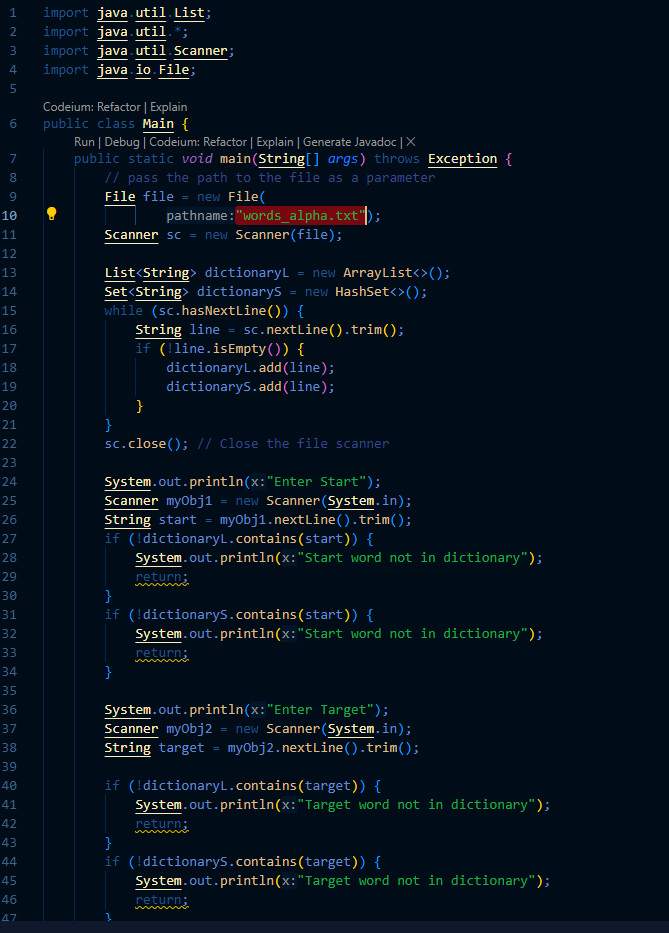 1 import java.util.List;
2 import java.util.*;
3 import java.util.Scanner;
4 import java.io.File;
5
Codeium: Refactor | Explain
6 public class Main {
Run | Debug | Codeium: Refactor | Explain | Generate Javadoc | ×
7 public static void main(String[] args) throws Exception {
8 // pass the path to the file as a parameter
9 File file = new File(
10 pathname:"words_alpha.txt");
11 Scanner sc = new Scanner(file);
12
13 List<String> dictionaryL = new ArrayList<>();
14 Set<String> dictionaryS = new HashSet<>();
15 while (sc.hasNextLine()) {
16 String line = sc.nextLine().trim();
17 if (!line.isEmpty()) {
18 dictionaryL.add(line);
19 dictionaryS.add(line);
20 }
21 }
22 sc.close(); // Close the file scanner
23
24 System.out.println(x:"Enter Start");
25 Scanner myObj1 = new Scanner(System.in);
26 String start = myObj1.nextLine().trim();
27 if (!dictionaryL.contains(start)) {
28 System.out.println(x:"Start word not in dictionary");
29 return;
30 }
31 if (!dictionaryS.contains(start)) {
32 System.out.println(x:"Start word not in dictionary");
33 return;
34 }
35
36 System.out.println(x:"Enter Target");
37 Scanner myObj2 = new Scanner(System.in);
38 String target = myObj2.nextLine().trim();
39
40 if (!dictionaryL.contains(target)) {
41 System.out.println(x:"Target word not in dictionary");
42 return;
43 }
44 if (!dictionaryS.contains(target)) {
45 System.out.println(x:"Target word not in dictionary");
46 return;
47 }